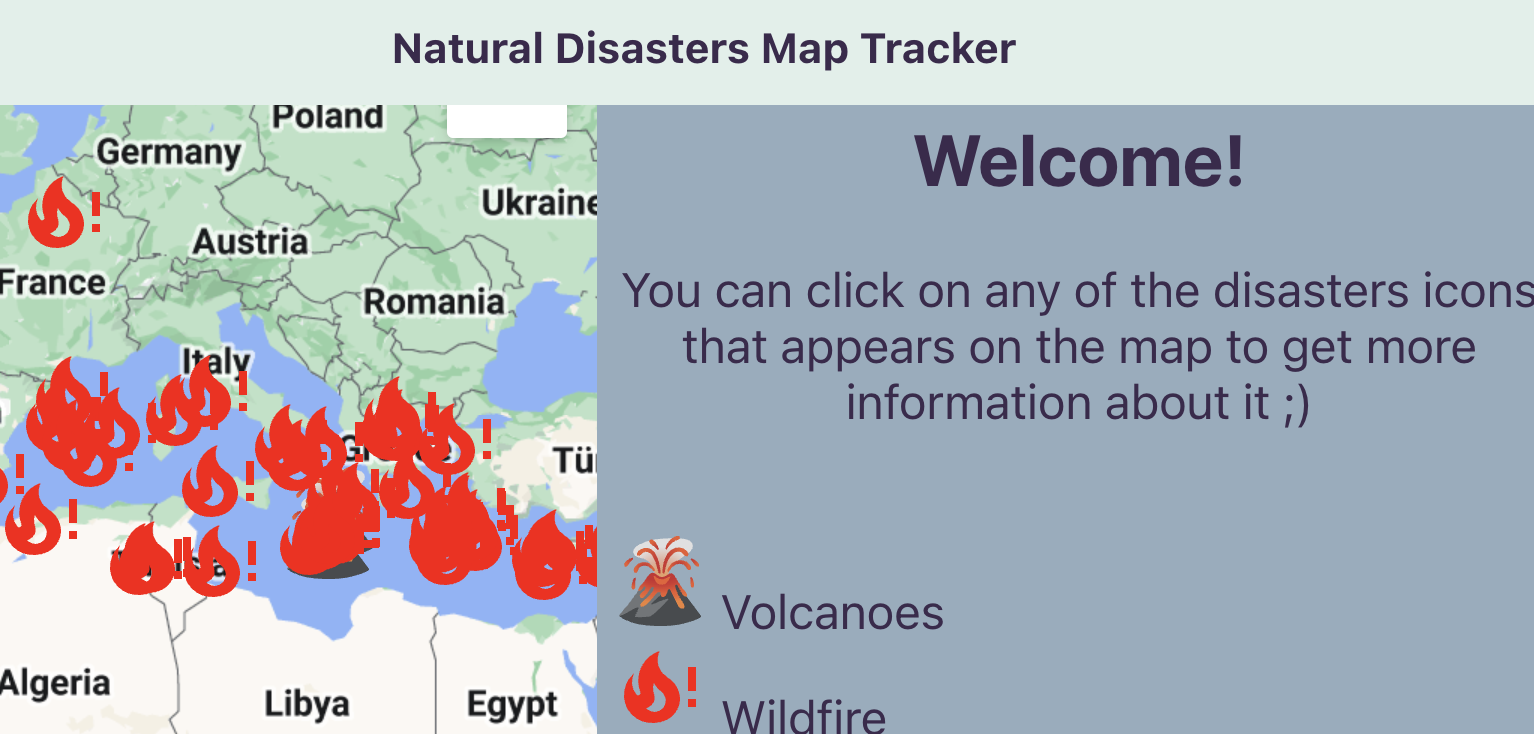 Natural Disasters Map Tracker
Poland
Germany
Ukraine
Austria
France
Romania
Italy
Algeria
Libya
Egypt
Welcome!
You can click on any of the disasters icons
that appears on the map to get more
information about it ;)
Volcanoes
Wildfire